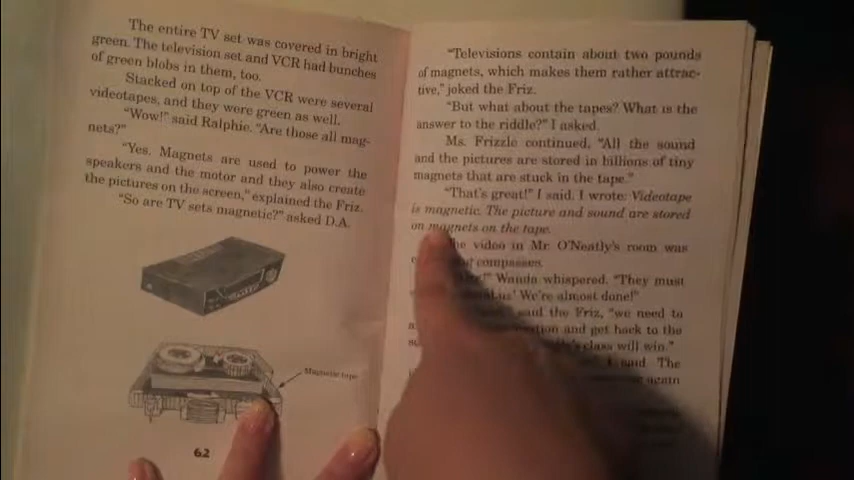 The entire TV set was covered in bright
green. The television set and VCR had bunches
of green blobs in them, too.
Stacked on top of the VCR were several
videotapes, and they were green as well.
"Wow!" said Ralphie. "Are those all mag-
nets?"
"Yes. Magnets are used to power the
speakers and the motor and they also create
the pictures on the screen," explained the Friz.
"So are TV sets magnetic?" asked D.A.
Magnetic tape
62
"Televisions contain about two pounds
of magnets, which makes them rather attrac-
tive," joked the Friz.
"But what about the tapes? What is the
answer to the riddle?" I asked.
Ms. Frizzle continued, "All the sound
and the pictures are stored in billions of tiny
magnets that are stuck in the tape."
"That's great!" I said. I wrote: Videotape
is magnetic. The picture and sound are stored
on magnets on the tape.
the video in Mr. O'Neatly's room was
compasses.
Wanda whispered. "They must
us! We're almost done!"
said the Friz, "we need to
and get back to the
class will win."
I said. The
again